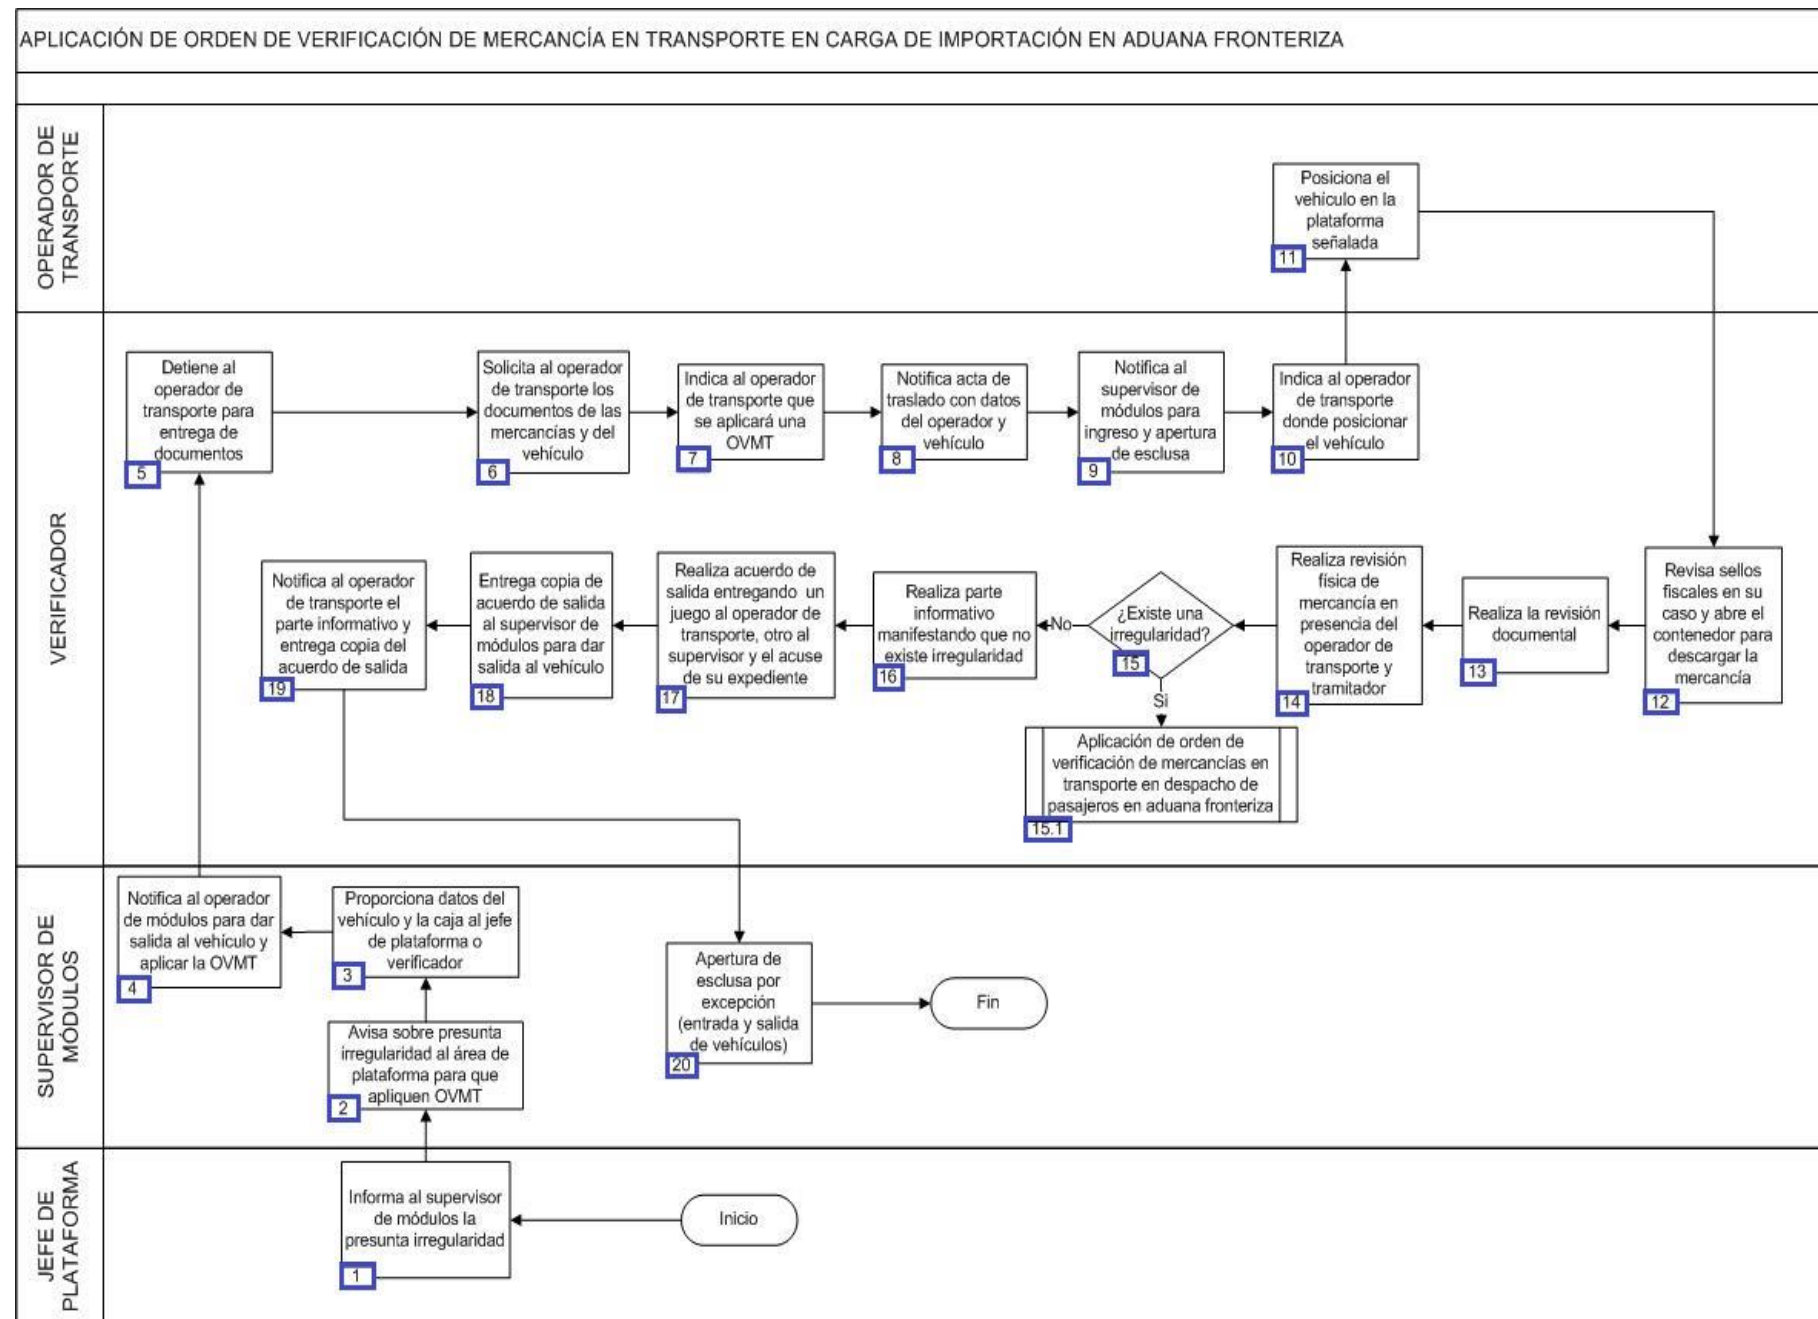 APLICACIÓN DE ORDEN DE VERIFICACIÓN DE MERCANCÍA EN TRANSPORTE EN CARGA DE IMPORTACIÓN EN ADUANA FRONTERIZA
OPERADOR DE
TRANSPORTE
Posiciona el
vehículo en la
plataforma
señalada
11
VERIFICADOR
Detiene al
operador de
transporte para
entrega de
documentos
5
Solicita al operador
de transporte los
documentos de las
mercancías y del
vehículo
6
Indica al operador
de transporte que
se aplicará una
OVMT
7
Notifica acta de
traslado con datos
del operador y
vehículo
8
Notifica al
supervisor de
módulos para
ingreso y apertura
de esclusa
9
Indica al operador
de transporte
donde posicionar
el vehículo
10
Notifica al operador
de transporte el
parte informativo y
entrega copia del
acuerdo de salida
19
Entrega copia de
acuerdo de salida
al supervisor de
módulos para dar
salida al vehículo
18
Realiza acuerdo de
salida entregando un
juego al operador de
transporte, otro al
supervisor y el acuse
de su expediente
17
Realiza parte
informativo
manifestando que no
existe irregularidad
16
No
¿Existe una
irregularidad?
15
Si
Realiza revisión
física de
mercancía en
presencia del
operador de
transporte y
tramitador
14
Realiza la revisión
documental
13
Revisa sellos
fiscales en su
caso y abre el
contenedor para
descargar la
mercancía
12
Aplicación de orden de
verificación de mercancías en
transporte en despacho de
pasajeros en aduana fronteriza
15.1
SUPERVISOR DE
MÓDULOS
Notifica al operador
de módulos para dar
salida al vehículo y
aplicar la OVMT
4
Proporciona datos del
vehículo y la caja al jefe
de plataforma o
verificador
3
Avisa sobre presunta
irregularidad al área de
plataforma para que
apliquen OVMT
2
Apertura de
esclusa por
excepción
(entrada y salida
de vehículos)
20
Fin
JEFE DE
PLATAFORMA
Informa al supervisor
de módulos la
presunta irregularidad
1
Inicio